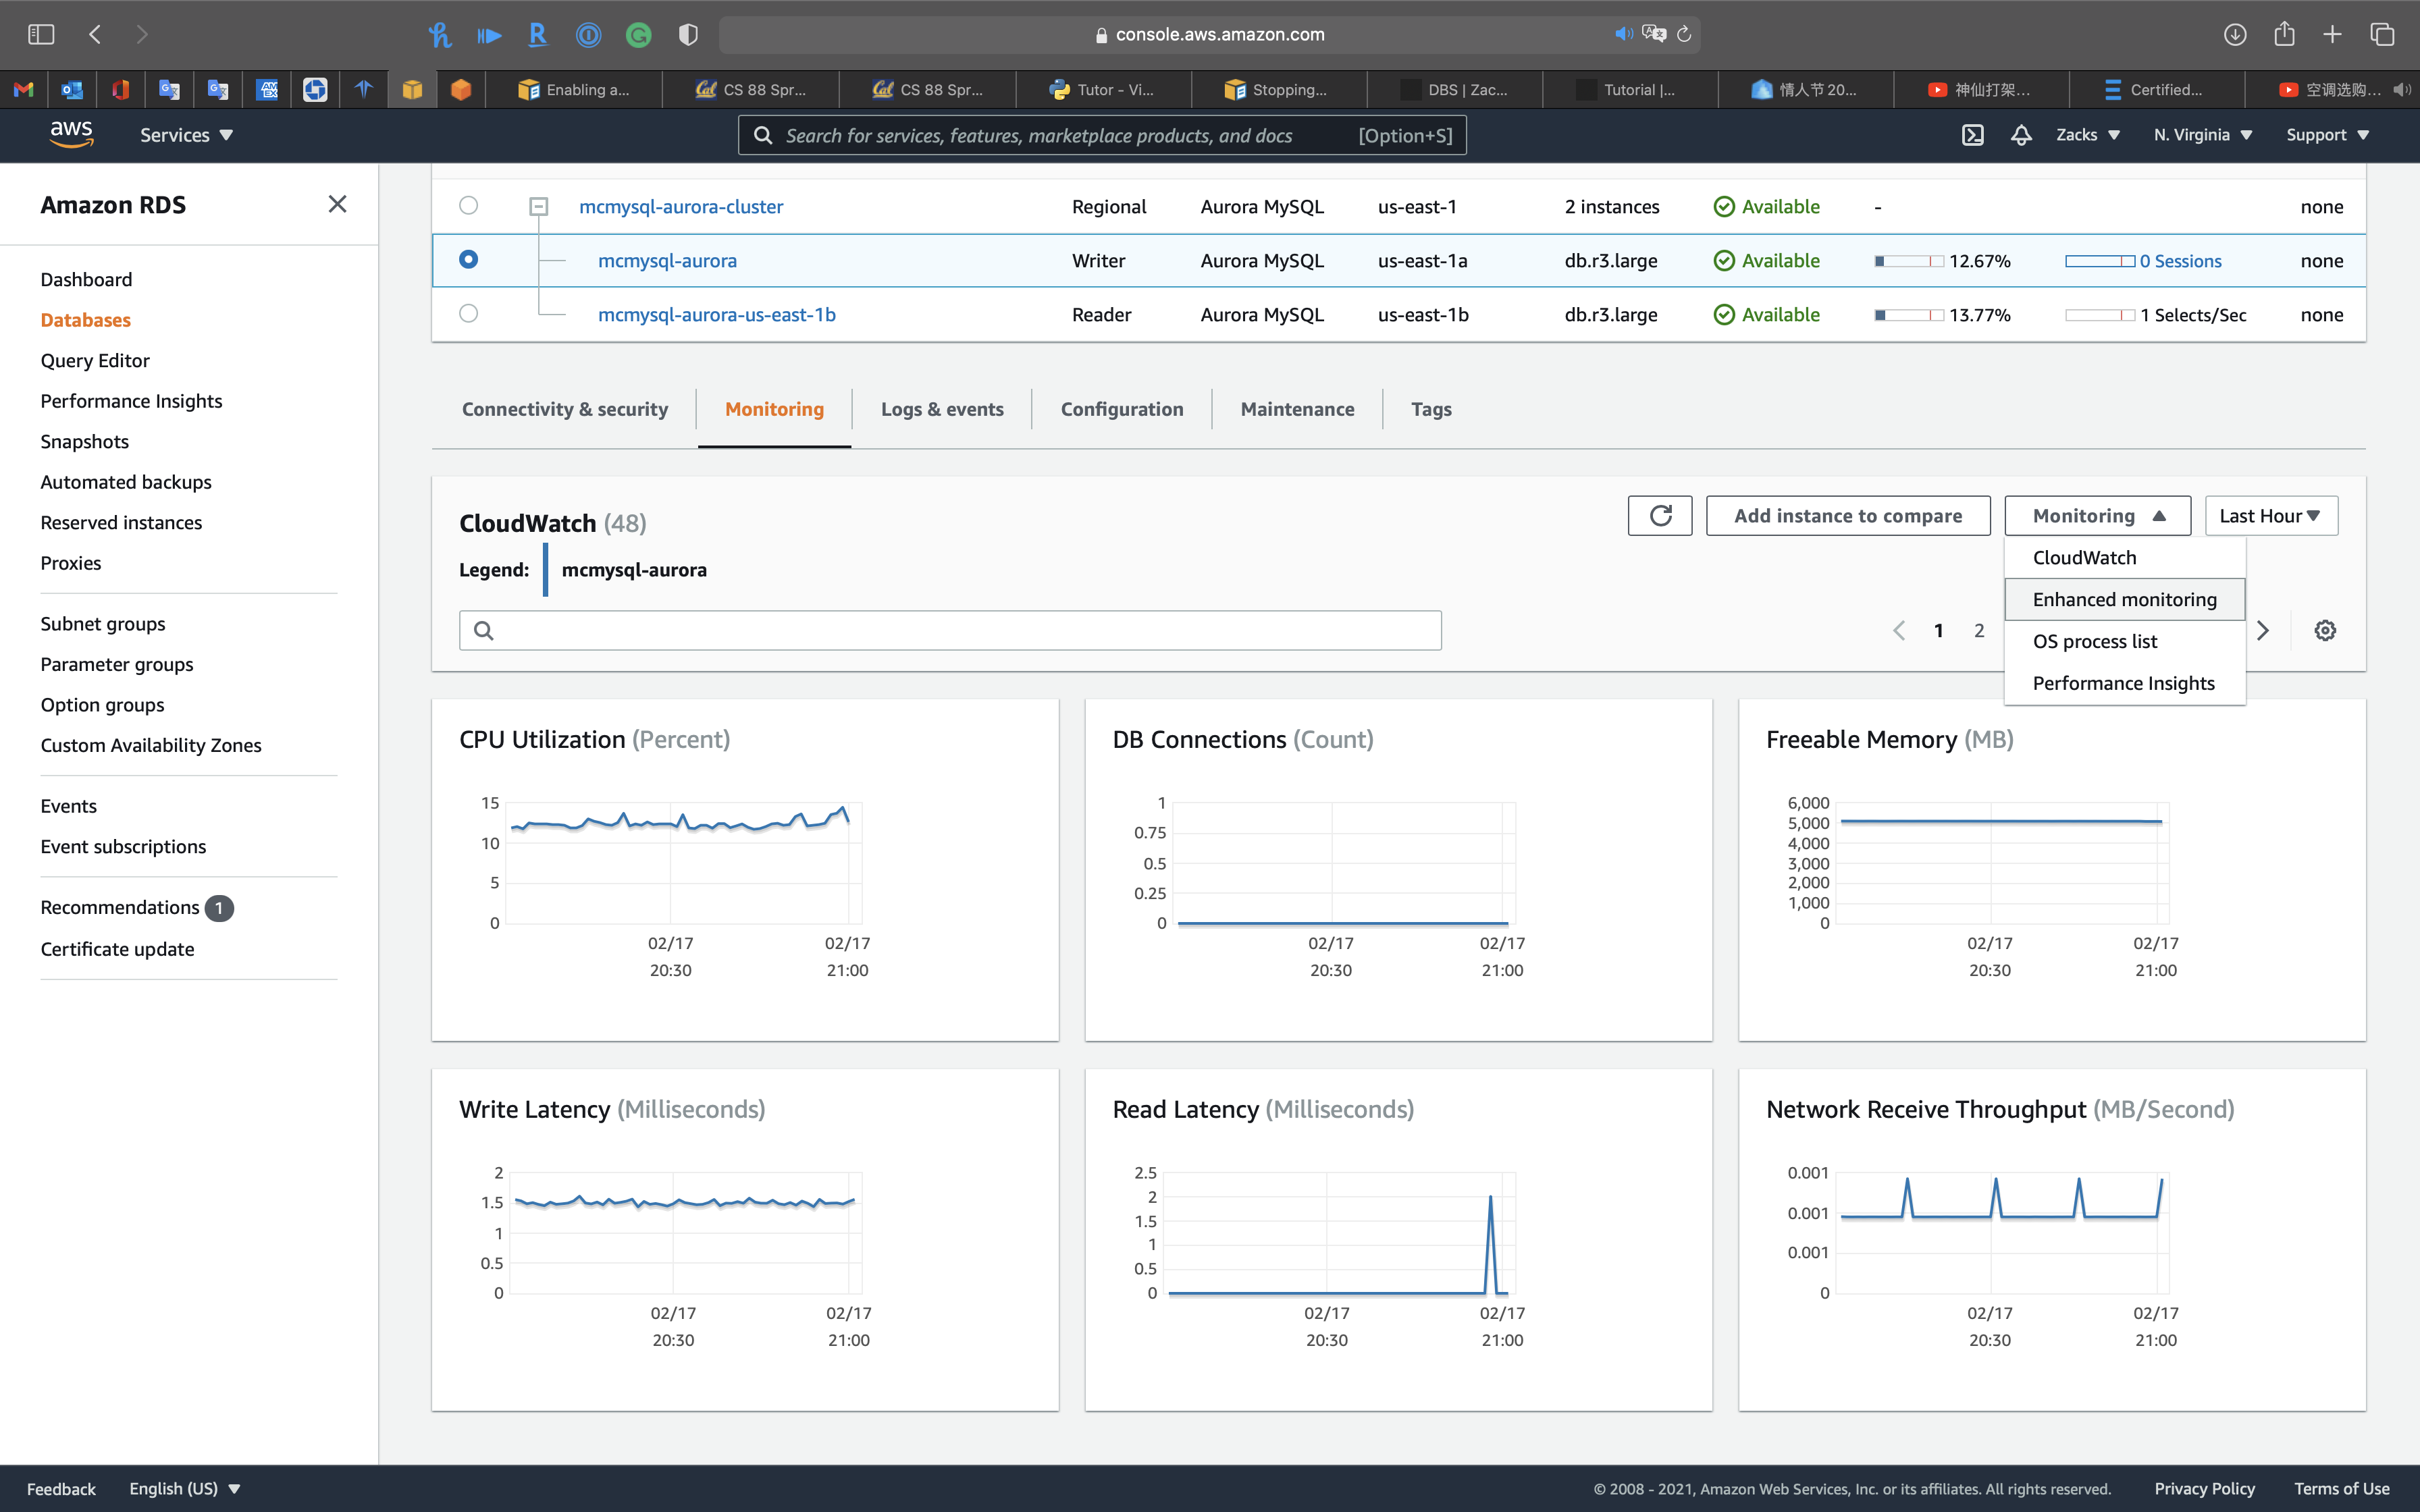 console.aws.amazon.com
Enabling a...
CS 88 Spr...
CS 88 Spr...
Tutor - Vi...
Stopping...
DBS | Zac...
Tutorial |...
情人节 20...
神仙打架...
Certified...
空调选购...
aws
Services
Search for services, features, marketplace products, and docs [Option+S]
Zacks
N. Virginia
Support
Amazon RDS
Dashboard
Databases
Query Editor
Performance Insights
Snapshots
Automated backups
Reserved instances
Proxies
Subnet groups
Parameter groups
Option groups
Custom Availability Zones
Events
Event subscriptions
Recommendations 1
Certificate update
mcmysql-aurora-cluster Regional Aurora MySQL us-east-1 2 instances Available - none
mcmysql-aurora Writer Aurora MySQL us-east-1a db.r3.large Available 12.67% 0 Sessions none
mcmysql-aurora-us-east-1b Reader Aurora MySQL us-east-1b db.r3.large Available 13.77% 1 Selects/Sec none
Connectivity & security
Monitoring
Logs & events
Configuration
Maintenance
Tags
CloudWatch (48)
Add instance to compare
Monitoring
Last Hour
CloudWatch
Enhanced monitoring
OS process list
Performance Insights
Legend: mcmysql-aurora
1 2
CPU Utilization (Percent)
15
10
5
0
02/17 02/17
20:30 21:00
DB Connections (Count)
1
0.75
0.5
0.25
0
02/17 02/17
20:30 21:00
Freeable Memory (MB)
6,000
5,000
4,000
3,000
2,000
1,000
0
02/17 02/17
20:30 21:00
Write Latency (Milliseconds)
2
1.5
1
0.5
0
02/17 02/17
20:30 21:00
Read Latency (Milliseconds)
2.5
2
1.5
1
0.5
0
02/17 02/17
20:30 21:00
Network Receive Throughput (MB/Second)
0.001
0.001
0.001
0
02/17 02/17
20:30 21:00
Feedback
English (US)
© 2008 - 2021, Amazon Web Services, Inc. or its affiliates. All rights reserved.
Privacy Policy
Terms of Use